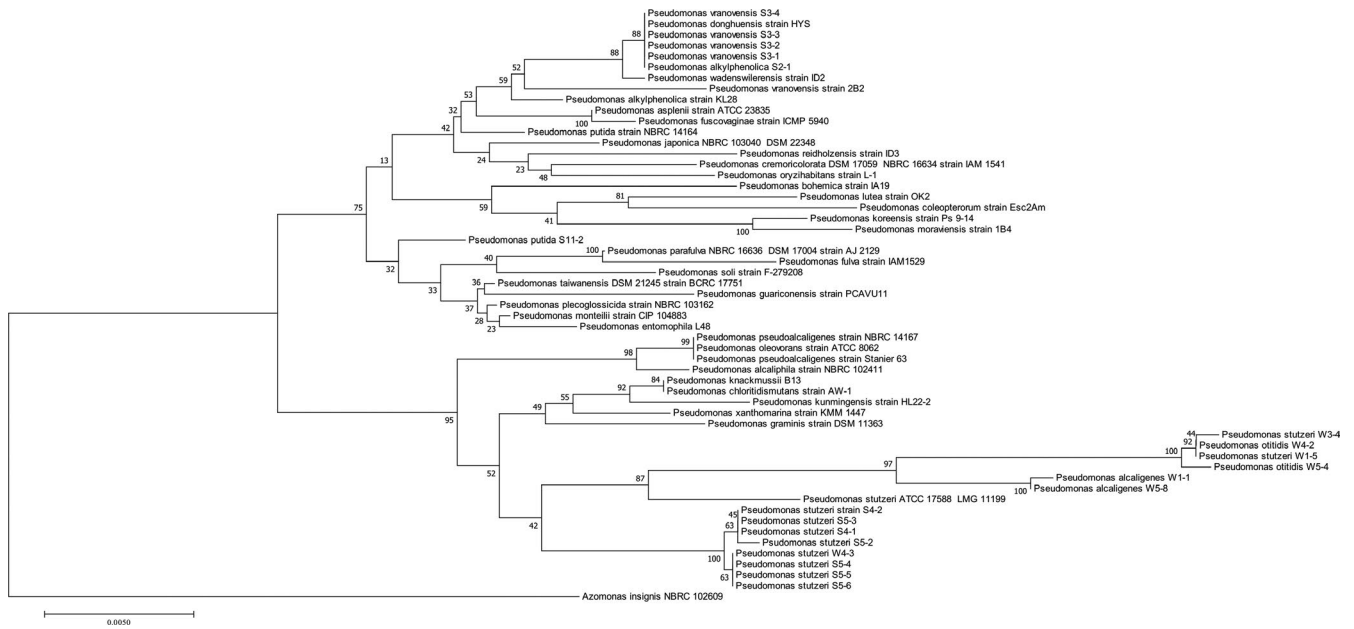 Pseudomonas vranovensis S3-4
Pseudomonas donghuensis strain HYS
88
Pseudomonas vranovensis S3-3
Pseudomonas vranovensis S3-2
88
Pseudomonas vranovensis S3-1
Pseudomonas alkylphenolica S2-1
52
Pseudomonas wadenswilerensis strain ID2
59
Pseudomonas vranovensis strain 2B2
53
Pseudomonas alkylphenolica strain KL28
32
Pseudomonas asplenii strain ATCC 23835
100
Pseudomonas fuscovaginae strain ICMP 5940
42
Pseudomonas putida strain NBRC 14164
Pseudomonas japonica NBRC 103040 DSM 22348
24
Pseudomonas reidholzensis strain ID3
13
Pseudomonas cremoricolorata DSM 17059 NBRC 16634 strain IAM 1541
23
48
Pseudomonas oryzihabitans strain L-1
Pseudomonas bohemica strain IA19
81
Pseudomonas lutea strain OK2
75
59
Pseudomonas coleopterorum strain Esc2Am
41
Pseudomonas koreensis strain Ps 9-14
100
Pseudomonas moraviensis strain 1B4
Pseudomonas putida S11-2
100
Pseudomonas parafulva NBRC 16636 DSM 17004 strain AJ 2129
40
Pseudomonas fulva strain IAM1529
32
Pseudomonas soli strain F-279208
36
Pseudomonas taiwanensis DSM 21245 strain BCRC 17751
33
Pseudomonas guariconensis strain PCAVU11
37
Pseudomonas plecoglossicida strain NBRC 103162
28
Pseudomonas monteilii strain CIP 104883
23
Pseudomonas entomophila L48
Pseudomonas pseudoalcaligenes strain NBRC 14167
99
Pseudomonas oleovorans strain ATCC 8062
98
Pseudomonas pseudoalcaligenes strain Stanier 63
Pseudomonas alcaliphila strain NBRC 102411
84
Pseudomonas knackmussii B13
92
Pseudomonas chloritidismutans strain AW-1
55
Pseudomonas kunmingensis strain HL22-2
49
Pseudomonas xanthomarina strain KMM 1447
95
Pseudomonas graminis strain DSM 11363
44
Pseudomonas stutzeri W3-4
92
Pseudomonas otitidis W4-2
100
Pseudomonas stutzeri W1-5
97
Pseudomonas otitidis W5-4
52
87
Pseudomonas alcaligenes W1-1
100
Pseudomonas alcaligenes W5-8
Pseudomonas stutzeri ATCC 17588 LMG 11199
45
Pseudomonas stutzeri strain S4-2
42
Pseudomonas stutzeri S5-3
63
Pseudomonas stutzeri S4-1
Psudomonas stutzeri S5-2
100
Pseudomonas stutzeri W4-3
Pseudomonas stutzeri S5-4
63
Pseudomonas stutzeri S5-5
Pseudomonas stutzeri S5-6
Azomonas insignis NBRC 102609
0.0050